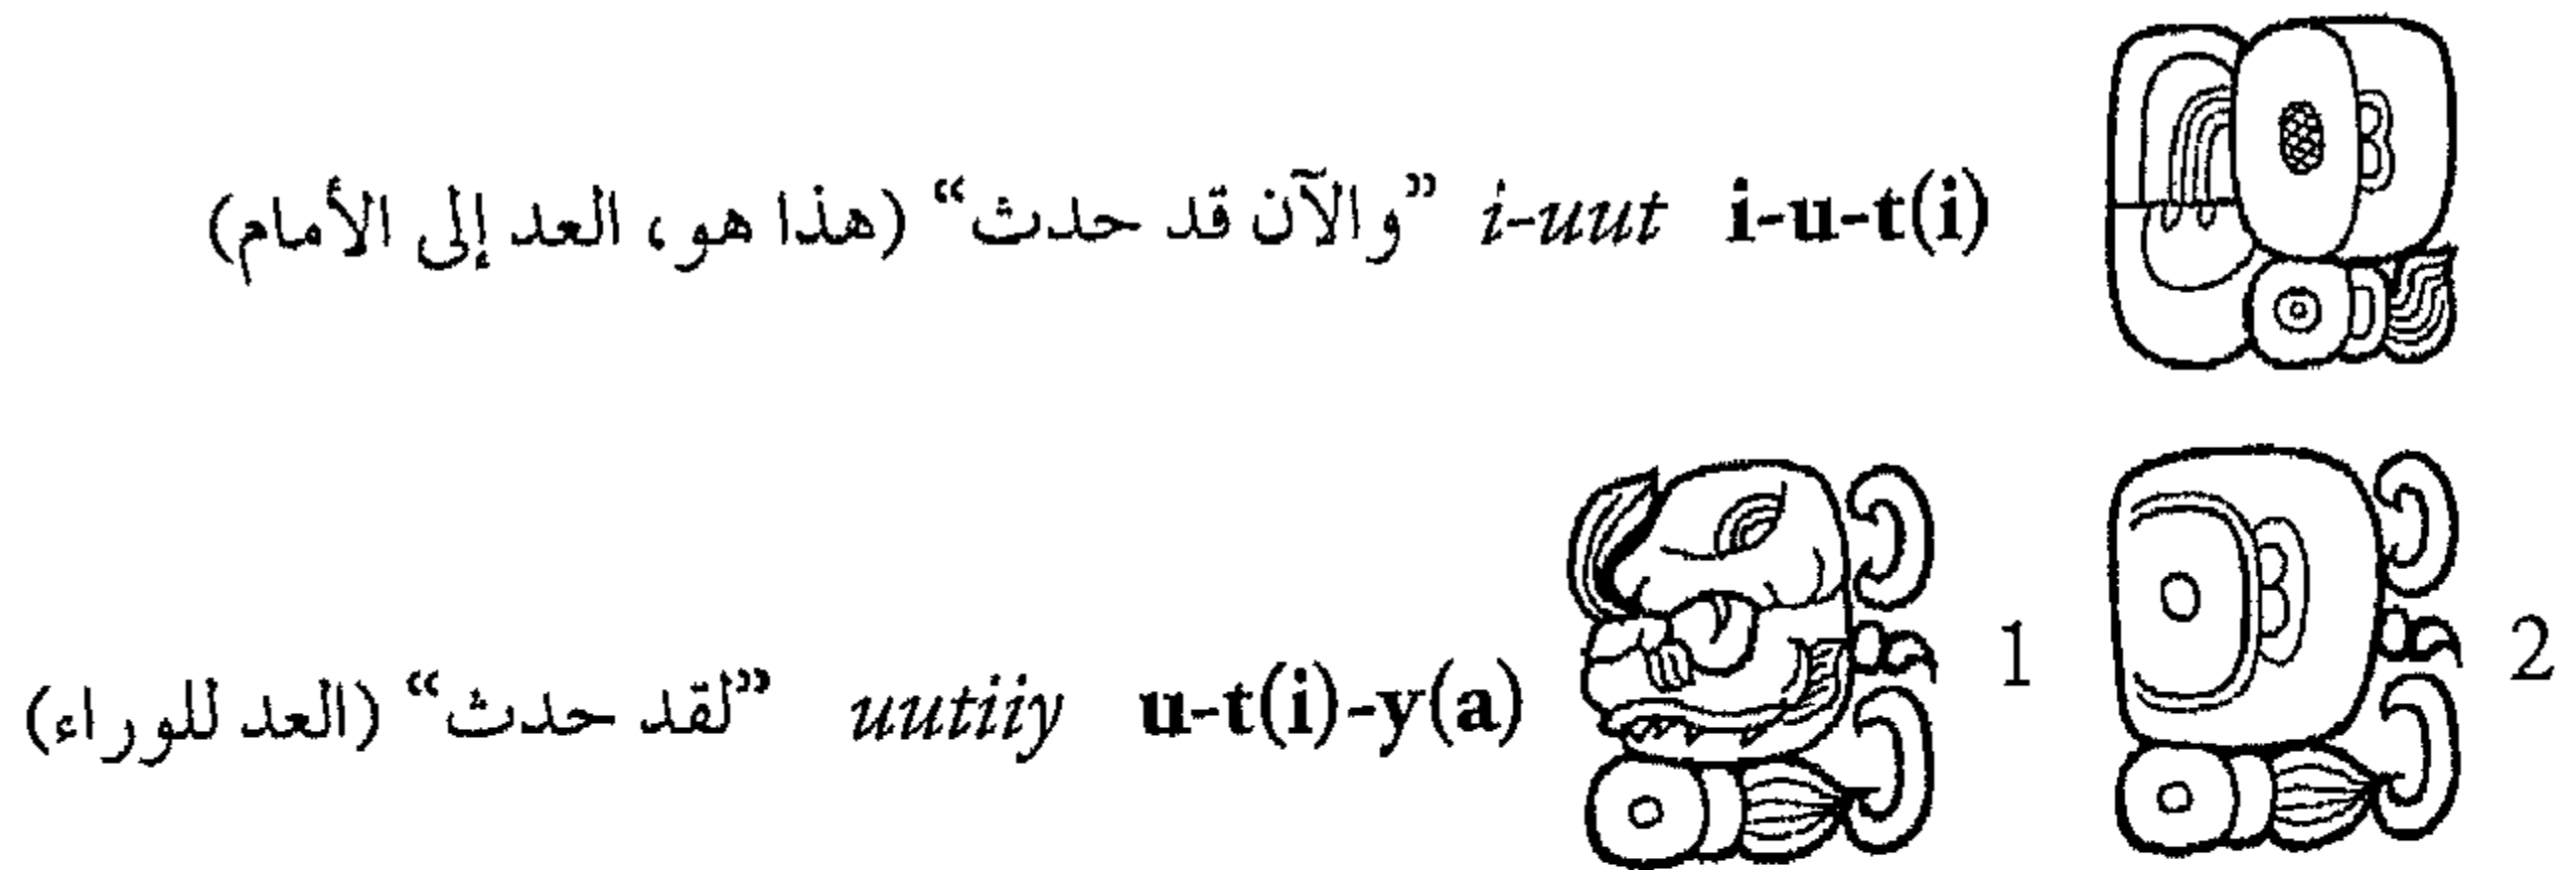 i-u-t(i) i-uut ”والآن قد حدث“ (هذا هو، العد إلى الأمام)
2 1 u-t(i)-y(a) uutiiy ”لقد حدث“ (العد للوراء)